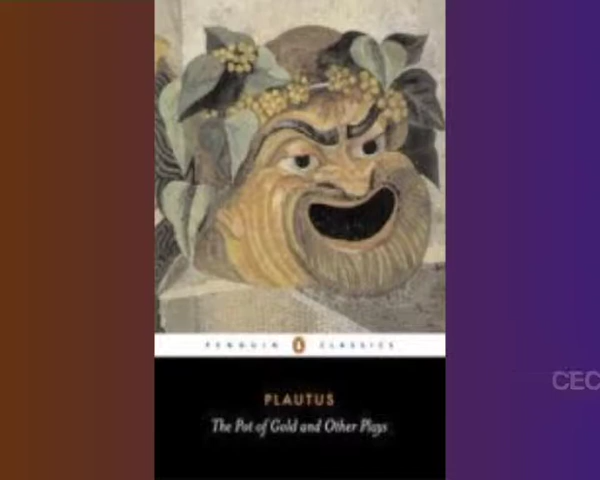 PENGUIN CLASSICS
PLAUTUS
The Pot of Gold and Other Plays
CEC